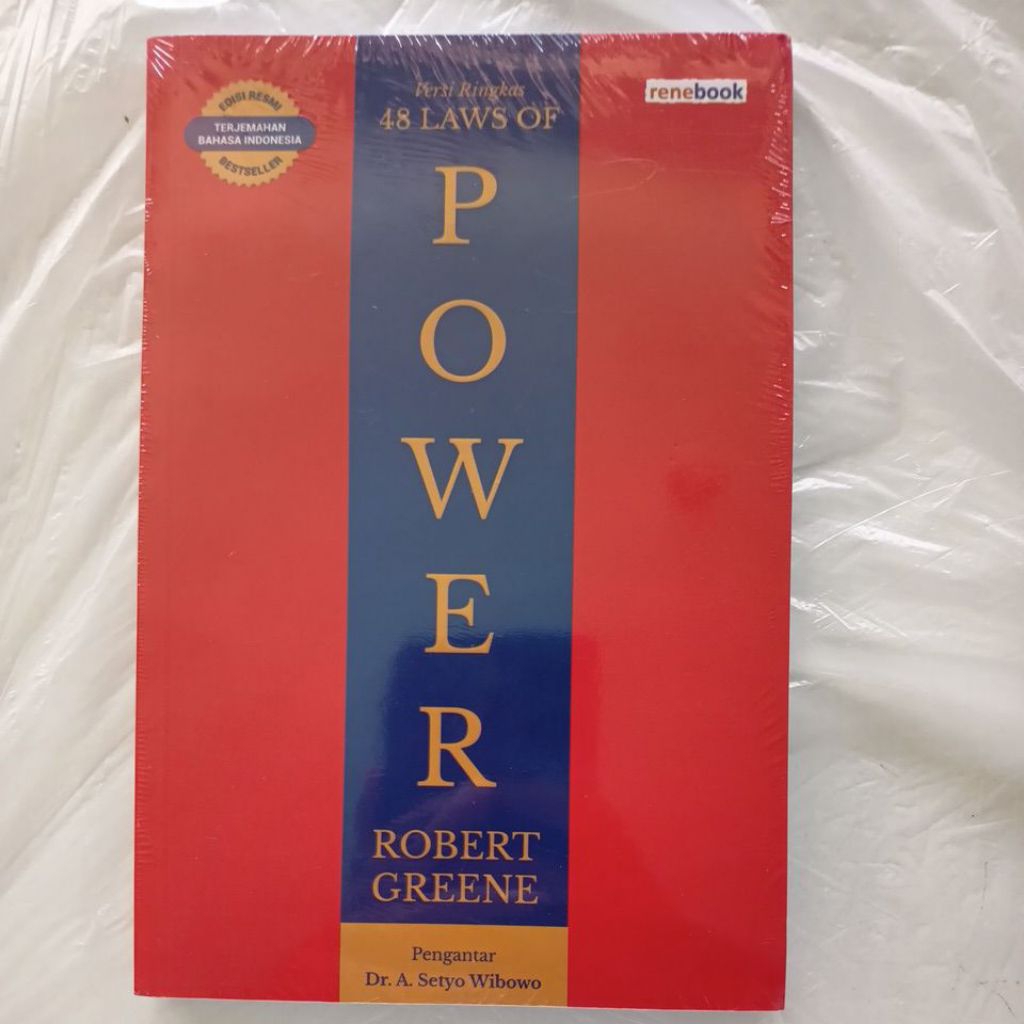 EDISI RESMI
TERJEMAHAN
BAHASA INDONESIA
BESTSELLER
Versi Ringkas
48 LAWS OF
renebook
P
O
W
E
R
ROBERT
GREENE
Pengantar
Dr. A. Setyo Wibowo